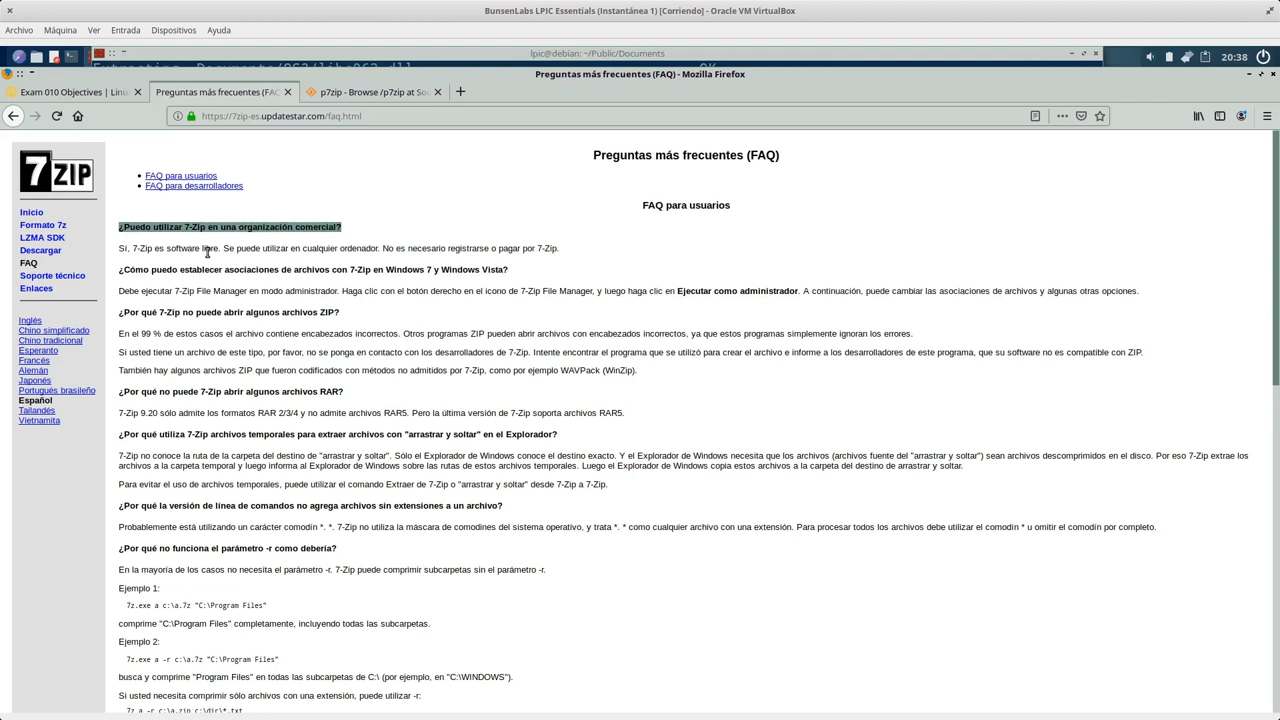 BunsenLabs LPIC Essentials (Instantánea 1) [Corriendo] - Oracle VM VirtualBox
Archivo Máquina Ver Entrada Dispositivos Ayuda
lpic@debian: ~/Public/Documents
20:38
Preguntas más frecuentes (FAQ) - Mozilla Firefox
Exam 010 Objectives | Linu
Preguntas más frecuentes (FAQ
p7zip - Browse /p7zip at Sou
https://7zip-es.updatestar.com/faq.html
7ZIP
Inicio
Formato 7z
LZMA SDK
Descargar
FAQ
Soporte técnico
Enlaces
Inglés
Chino simplificado
Chino tradicional
Esperanto
Francés
Alemán
Japonés
Portugués brasileño
Español
Tailandés
Vietnamita
Preguntas más frecuentes (FAQ)
FAQ para usuarios
FAQ para desarrolladores
FAQ para usuarios
¿Puedo utilizar 7-Zip en una organización comercial?
Sí, 7-Zip es software libre. Se puede utilizar en cualquier ordenador. No es necesario registrarse o pagar por 7-Zip.
¿Cómo puedo establecer asociaciones de archivos con 7-Zip en Windows 7 y Windows Vista?
Debe ejecutar 7-Zip File Manager en modo administrador. Haga clic con el botón derecho en el icono de 7-Zip File Manager, y luego haga clic en Ejecutar como administrador. A continuación, puede cambiar las asociaciones de archivos y algunas otras opciones.
¿Por qué 7-Zip no puede abrir algunos archivos ZIP?
En el 99 % de estos casos el archivo contiene encabezados incorrectos. Otros programas ZIP pueden abrir archivos con encabezados incorrectos, ya que estos programas simplemente ignoran los errores.
Si usted tiene un archivo de este tipo, por favor, no se ponga en contacto con los desarrolladores de 7-Zip. Intente encontrar el programa que se utilizó para crear el archivo e informe a los desarrolladores de este programa, que su software no es compatible con ZIP.
También hay algunos archivos ZIP que fueron codificados con métodos no admitidos por 7-Zip, como por ejemplo WAVPack (WinZip).
¿Por qué no puede 7-Zip abrir algunos archivos RAR?
7-Zip 9.20 sólo admite los formatos RAR 2/3/4 y no admite archivos RAR5. Pero la última versión de 7-Zip soporta archivos RAR5.
¿Por qué utiliza 7-Zip archivos temporales para extraer archivos con "arrastrar y soltar" en el Explorador?
7-Zip no conoce la ruta de la carpeta del destino de "arrastrar y soltar". Sólo el Explorador de Windows conoce el destino exacto. Y el Explorador de Windows necesita que los archivos (archivos fuente del "arrastrar y soltar") sean archivos descomprimidos en el disco. Por eso 7-Zip extrae los
archivos a la carpeta temporal y luego informa al Explorador de Windows sobre las rutas de estos archivos temporales. Luego el Explorador de Windows copia estos archivos a la carpeta del destino de arrastrar y soltar.
Para evitar el uso de archivos temporales, puede utilizar el comando Extraer de 7-Zip o "arrastrar y soltar" desde 7-Zip a 7-Zip.
¿Por qué la versión de línea de comandos no agrega archivos sin extensiones a un archivo?
Probablemente está utilizando un carácter comodín *. *. 7-Zip no utiliza la máscara de comodines del sistema operativo, y trata *. * como cualquier archivo con una extensión. Para procesar todos los archivos debe utilizar el comodín * u omitir el comodín por completo.
¿Por qué no funciona el parámetro -r como debería?
En la mayoría de los casos no necesita el parámetro -r. 7-Zip puede comprimir subcarpetas sin el parámetro -r.
Ejemplo 1:
7z.exe a c:\a.7z "C:\Program Files"
comprime "C:\Program Files" completamente, incluyendo todas las subcarpetas.
Ejemplo 2:
7z.exe a -r c:\a.7z "C:\Program Files"
busca y comprime "Program Files" en todas las subcarpetas de C:\ (por ejemplo, en "C:\WINDOWS").
Si usted necesita comprimir sólo archivos con una extensión, puede utilizar -r:
7z a -r c:\a.zip c:\dir\*.txt